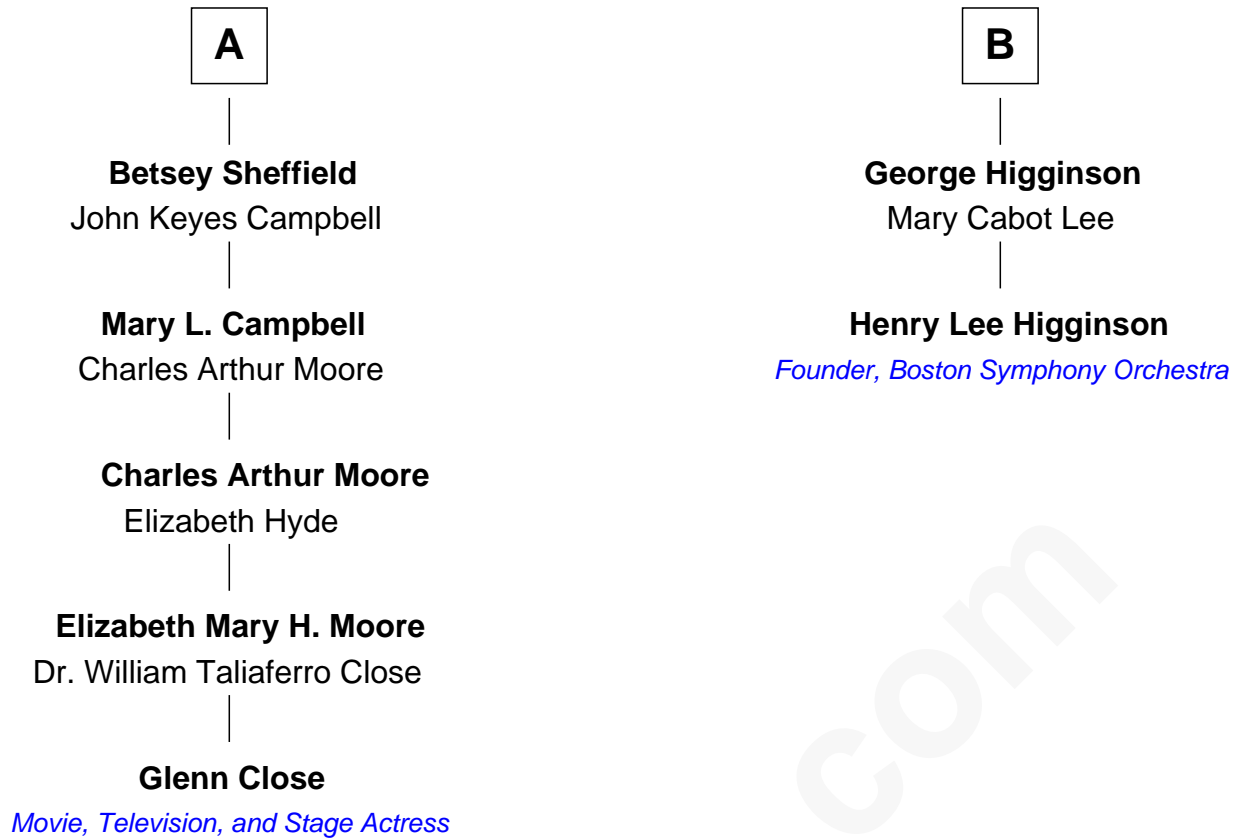 A
Betsey Sheffield
John Keyes Campbell
Mary L. Campbell
Charles Arthur Moore
Charles Arthur Moore
Elizabeth Hyde
Elizabeth Mary H. Moore
Dr. William Taliaferro Close
Glenn Close
Movie, Television, and Stage Actress
B
George Higginson
Mary Cabot Lee
Henry Lee Higginson
Founder, Boston Symphony Orchestra
com